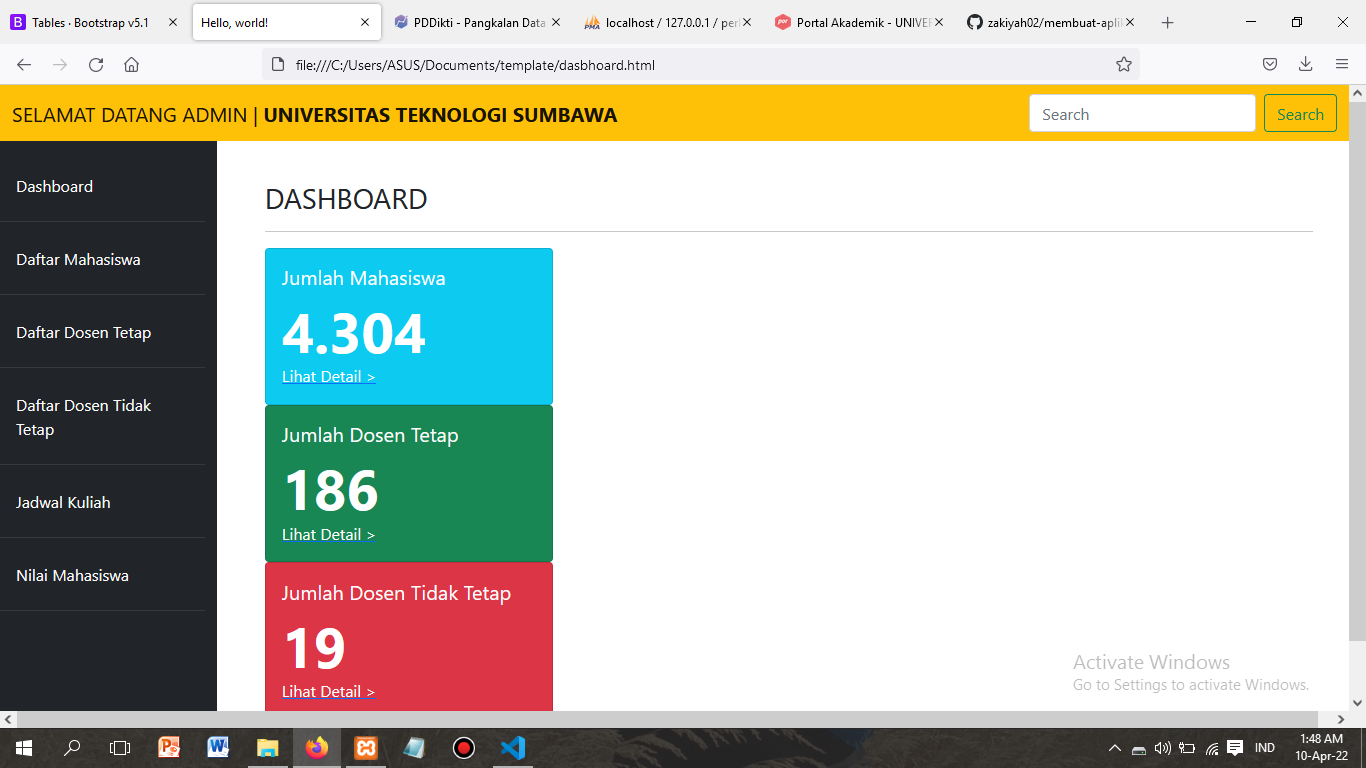 Tables · Bootstrap v5.1
Hello, world!
PDDikti - Pangkalan Data
localhost / 127.0.0.1 / per
Portal Akademik - UNIVER
zakiyah02/membuat-apli
file:///C:/Users/ASUS/Documents/template/dasbhoard.html
SELAMAT DATANG ADMIN | UNIVERSITAS TEKNOLOGI SUMBAWA
Search
Search
Dashboard
Daftar Mahasiswa
Daftar Dosen Tetap
Daftar Dosen Tidak
Tetap
Jadwal Kuliah
Nilai Mahasiswa
DASHBOARD
Jumlah Mahasiswa
4.304
Lihat Detail >
Jumlah Dosen Tetap
186
Lihat Detail >
Jumlah Dosen Tidak Tetap
19
Lihat Detail >
Activate Windows
Go to Settings to activate Windows.
IND
1:48 AM
10-Apr-22